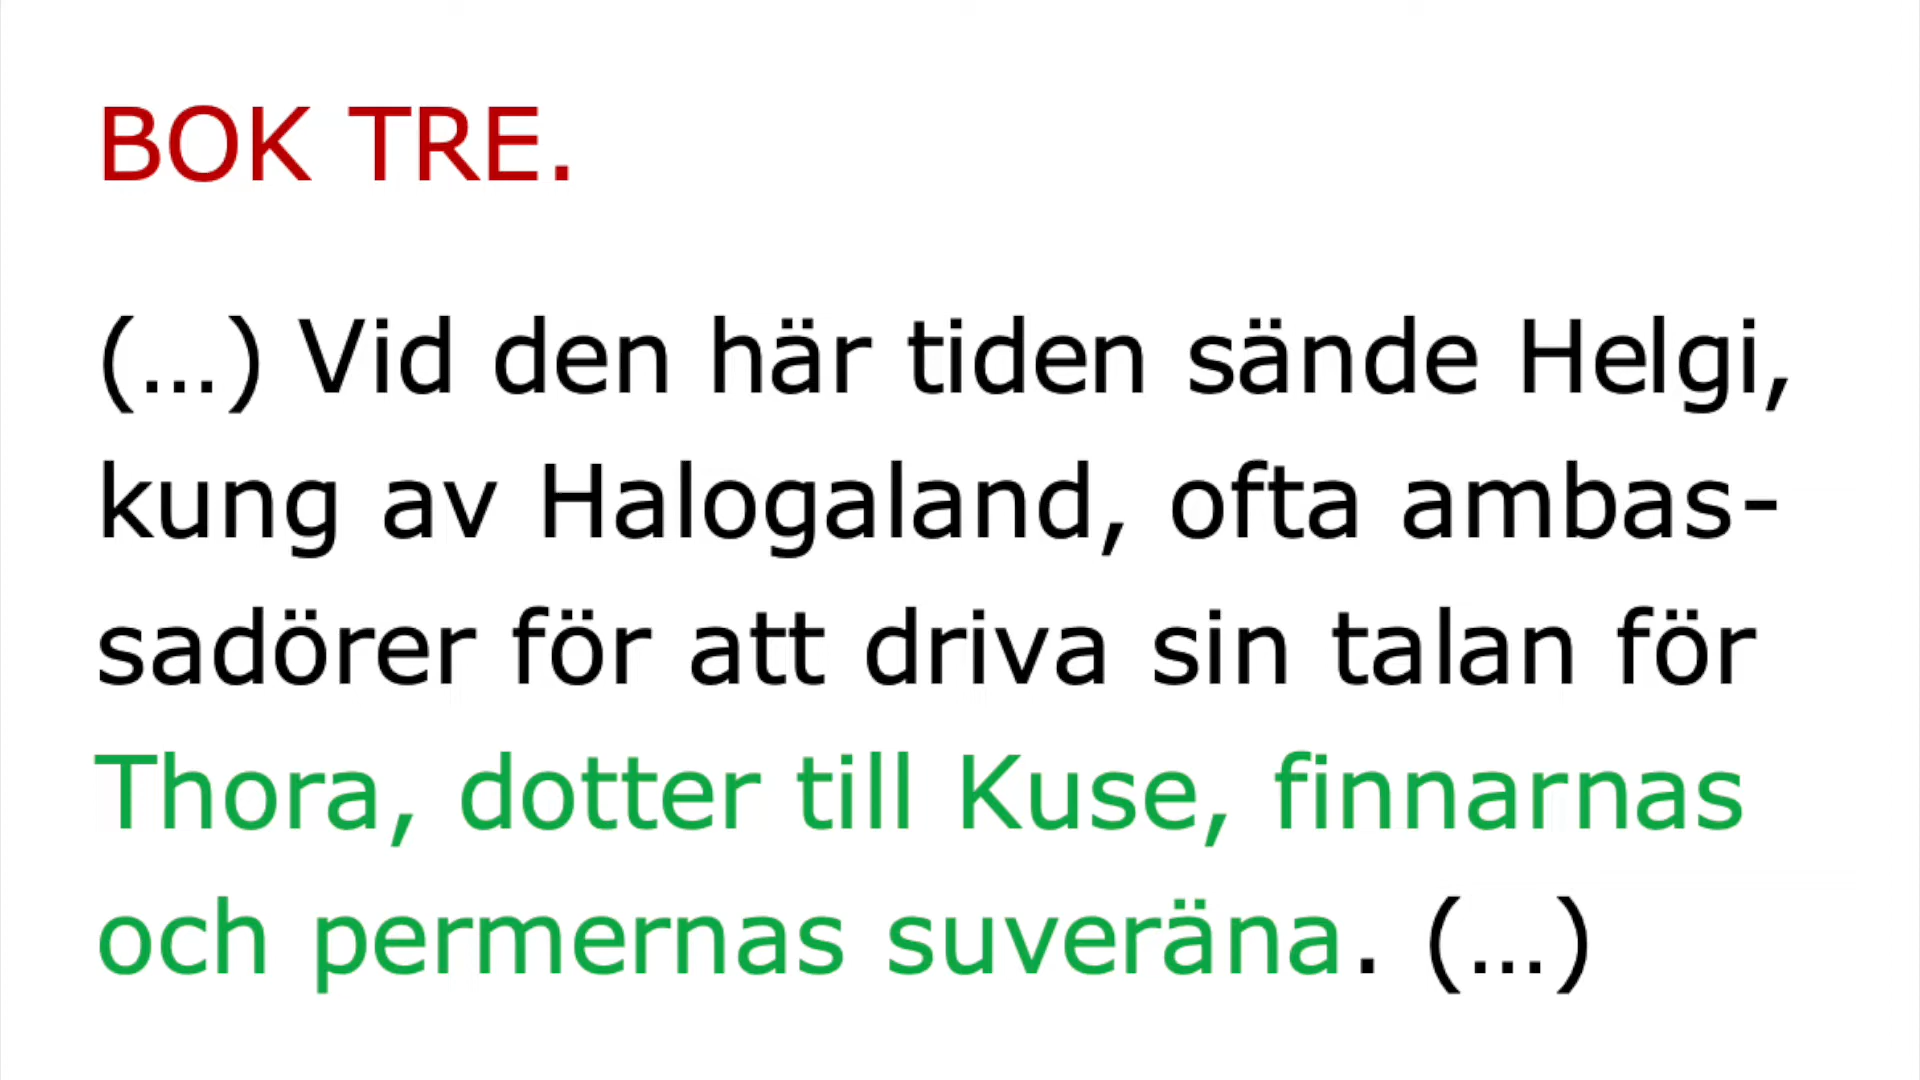 BOK TRE.
(...) Vid den här tiden sände Helgi,
kung av Halogaland, ofta ambas-
sadörer för att driva sin talan för
Thora, dotter till Kuse, finnarnas
och permernas suveräna. (...)